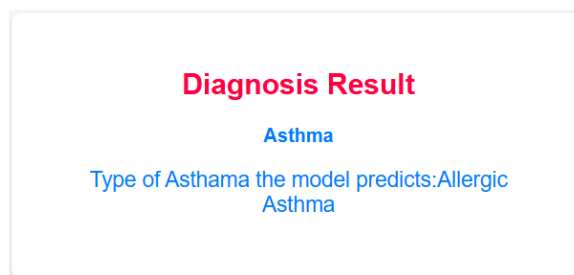 Diagnosis Result
Asthma
Type of Asthama the model predicts:Allergic
Asthma